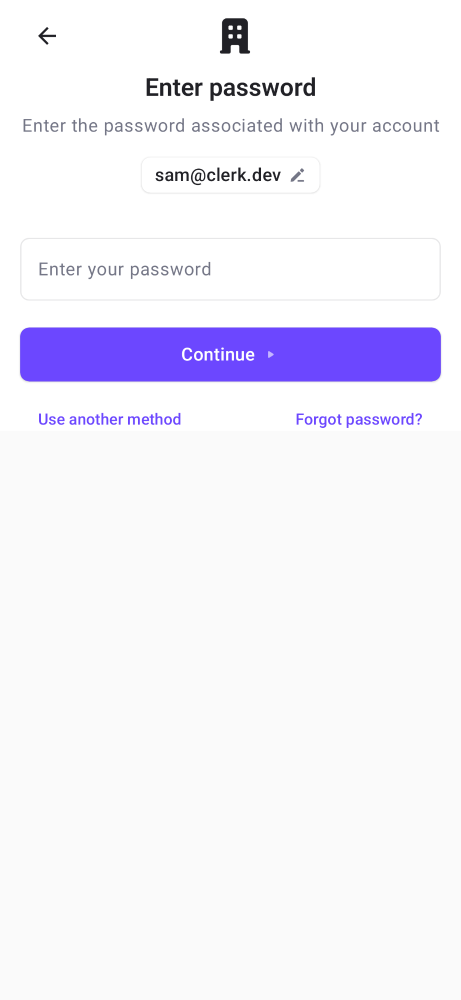 Enter password
Enter the password associated with your account
sam@clerk.dev
Enter your password
Continue
Use another method
Forgot password?